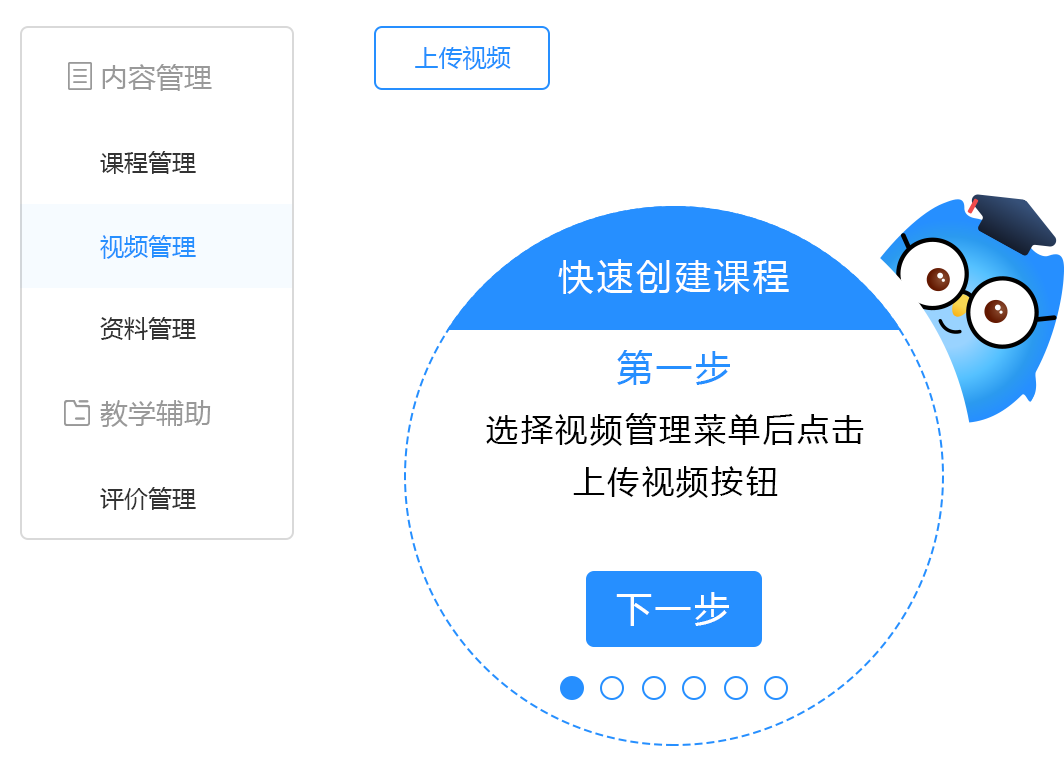 内容管理
课程管理
视频管理
资料管理
教学辅助
评价管理
上传视频
快速创建课程
第一步
选择视频管理菜单后点击
上传视频按钮
下一步